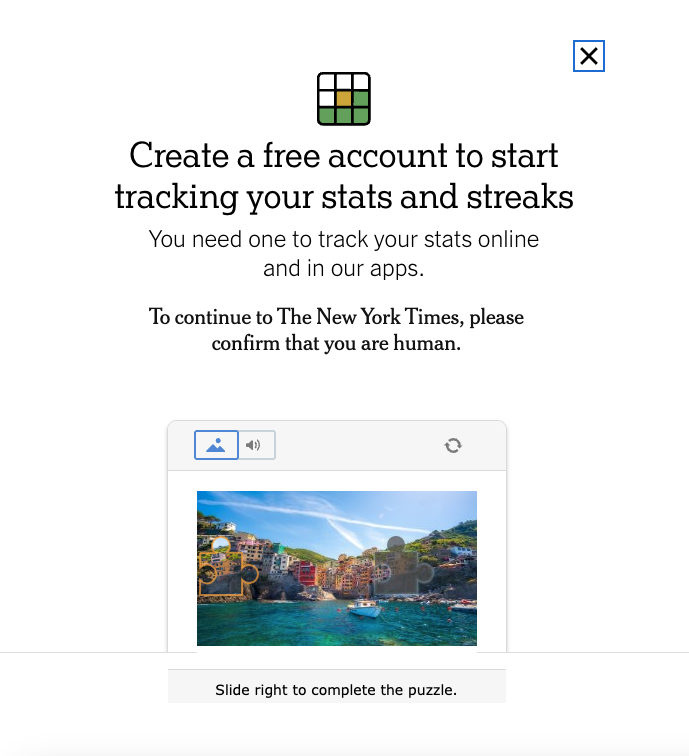 Create a free account to start
tracking your stats and streaks
You need one to track your stats online
and in our apps.
To continue to The New York Times, please
confirm that you are human.
Slide right to complete the puzzle.